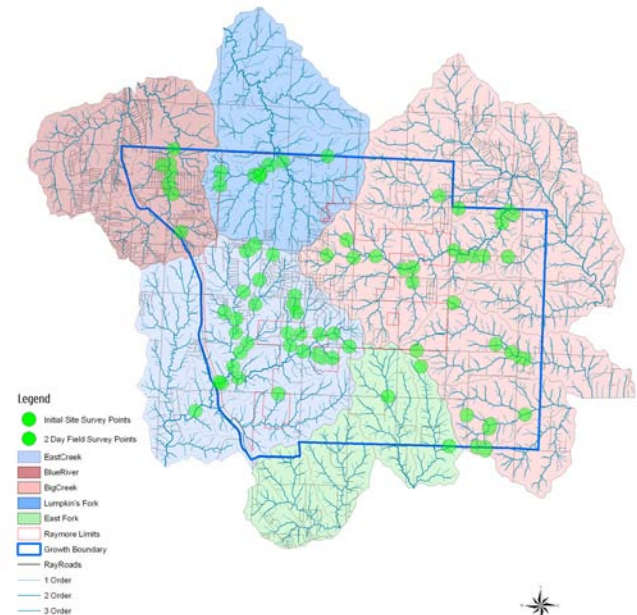 Legend
Initial Site Survey Points
2 Day Field Survey Points
EastCreek
BlueRiver
BigCreek
Lumpkin's Fork
East Fork
Raymore Limits
Growth Boundary
RayRoads
1 Order
2 Order
3 Order